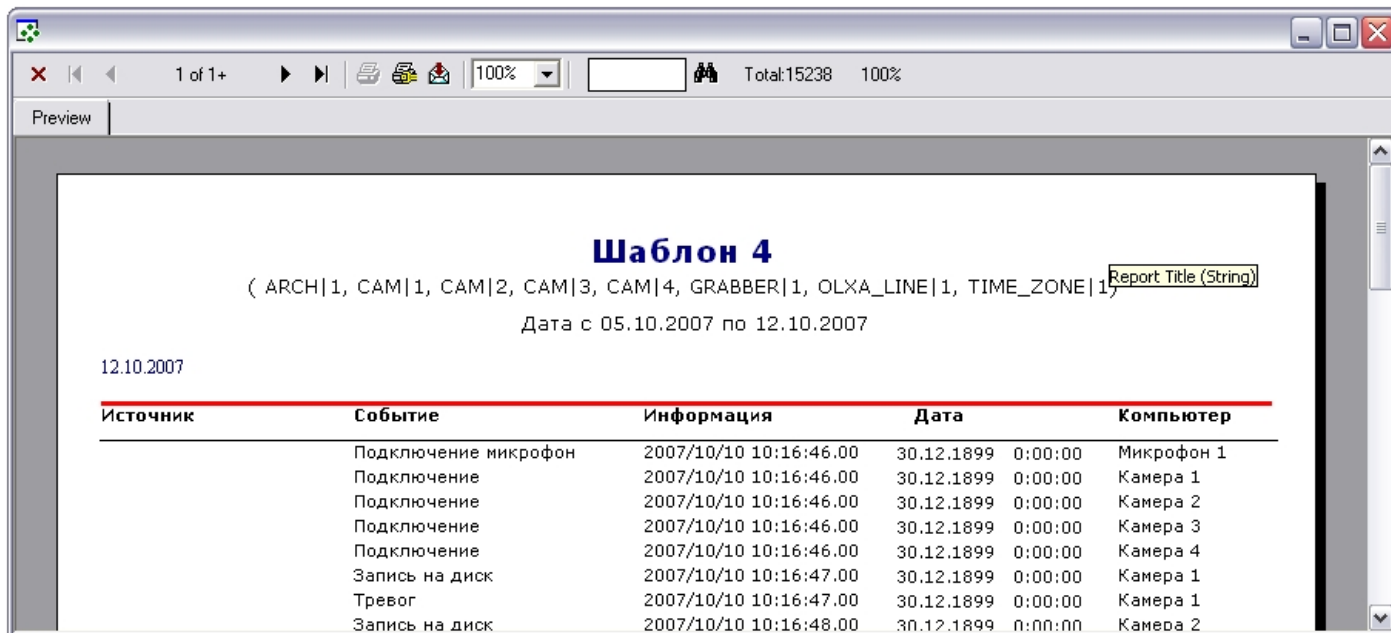 1 of 1+ 100% Total:15238 100%
Preview
Шаблон 4
( ARCH|1, CAM|1, CAM|2, CAM|3, CAM|4, GRABBER|1, OLXA_LINE|1, TIME_ZONE|1)
Report Title (String)
Дата с 05.10.2007 по 12.10.2007
12.10.2007
Источник Событие Информация Дата Компьютер
Подключение микрофон 2007/10/10 10:16:46.00 30.12.1899 0:00:00 Микрофон 1
Подключение 2007/10/10 10:16:46.00 30.12.1899 0:00:00 Камера 1
Подключение 2007/10/10 10:16:46.00 30.12.1899 0:00:00 Камера 2
Подключение 2007/10/10 10:16:46.00 30.12.1899 0:00:00 Камера 3
Подключение 2007/10/10 10:16:46.00 30.12.1899 0:00:00 Камера 4
Запись на диск 2007/10/10 10:16:47.00 30.12.1899 0:00:00 Камера 1
Тревог 2007/10/10 10:16:47.00 30.12.1899 0:00:00 Камера 1
Запись на диск 2007/10/10 10:16:48.00 30.12.1899 0:00:00 Камера 2